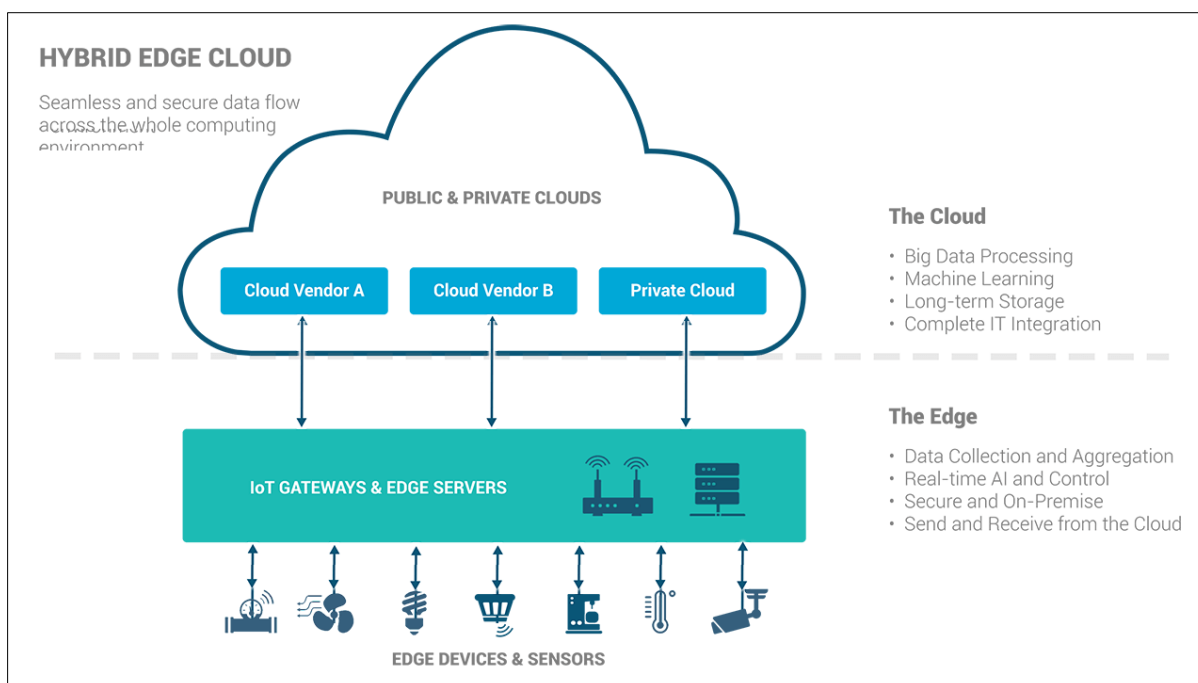 HYBRID EDGE CLOUD
Seamless and secure data flow
across the whole computing
environment
PUBLIC & PRIVATE CLOUDS
Cloud Vendor A
Cloud Vendor B
Private Cloud
The Cloud
• Big Data Processing
• Machine Learning
• Long-term Storage
• Complete IT Integration
IoT GATEWAYS & EDGE SERVERS
The Edge
• Data Collection and Aggregation
• Real-time AI and Control
• Secure and On-Premise
• Send and Receive from the Cloud
EDGE DEVICES & SENSORS